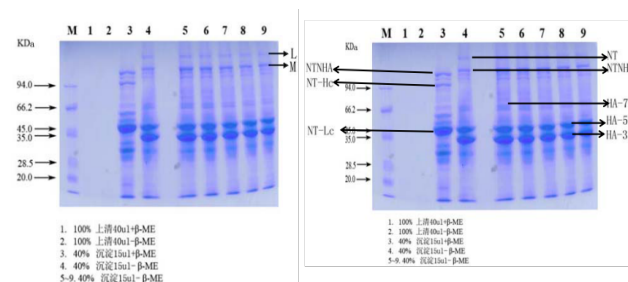 M 1 2 3 4 5 6 7 8 9
KDa
L
M
94.0
66.2
45.0
35.0
28.5
20.0
1. 100% 上清40ul+β-ME
2. 100% 上清40ul-β-ME
3. 40% 沉淀15ul+β-ME
4. 40% 沉淀15ul-β-ME
5~9. 40% 沉淀15ul-β-ME
M 1 2 3 4 5 6 7 8 9
KDa
NT
NTNHA
NTNH
NT-Hc
94.0
HA-7
66.2
HA-5
NT-Lc
35.0
HA-3
28.5
20.0
1. 100% 上清40ul+β-ME
2. 100% 上清40ul-β-ME
3. 40% 沉淀15ul+β-ME
4. 40% 沉淀15ul-β-ME
5~9. 40% 沉淀15ul-β-ME